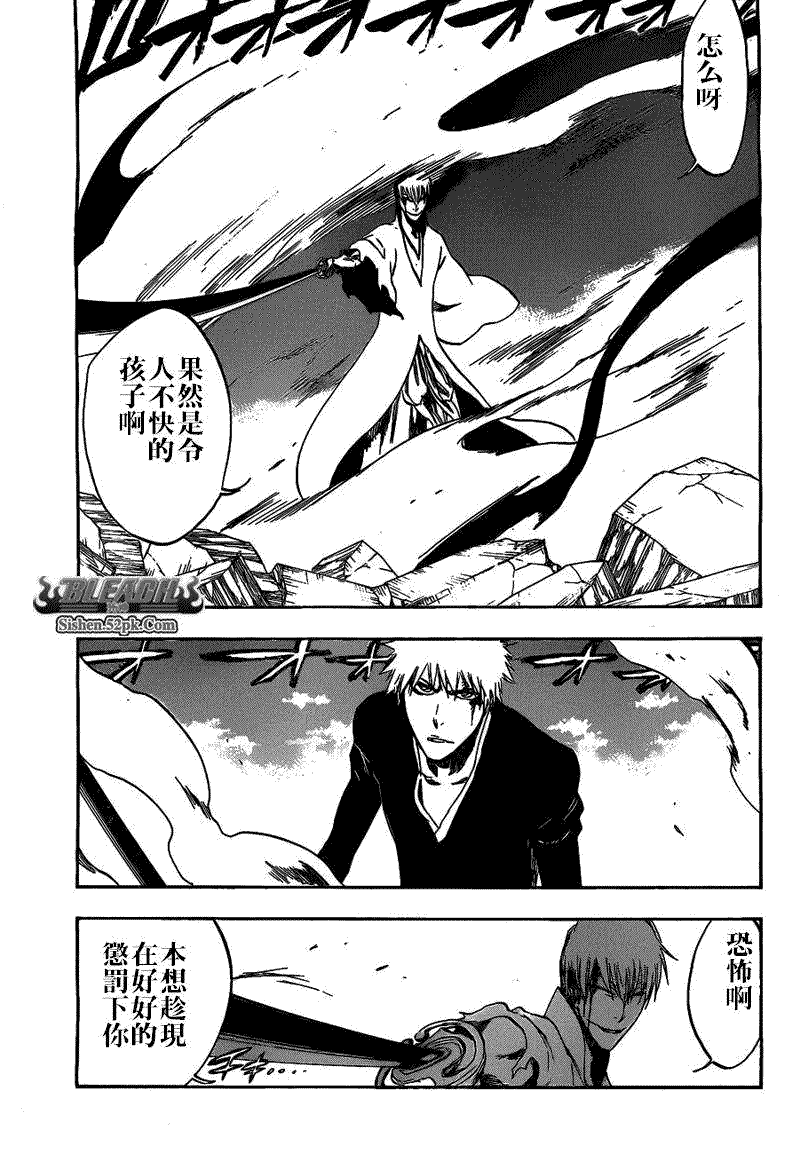 怎么呀
果然是令
人不快的
孩子啊
BLEACH
Sishen.52pk.Com
恐怖啊
本想趁現
在好好的
懲罰下你